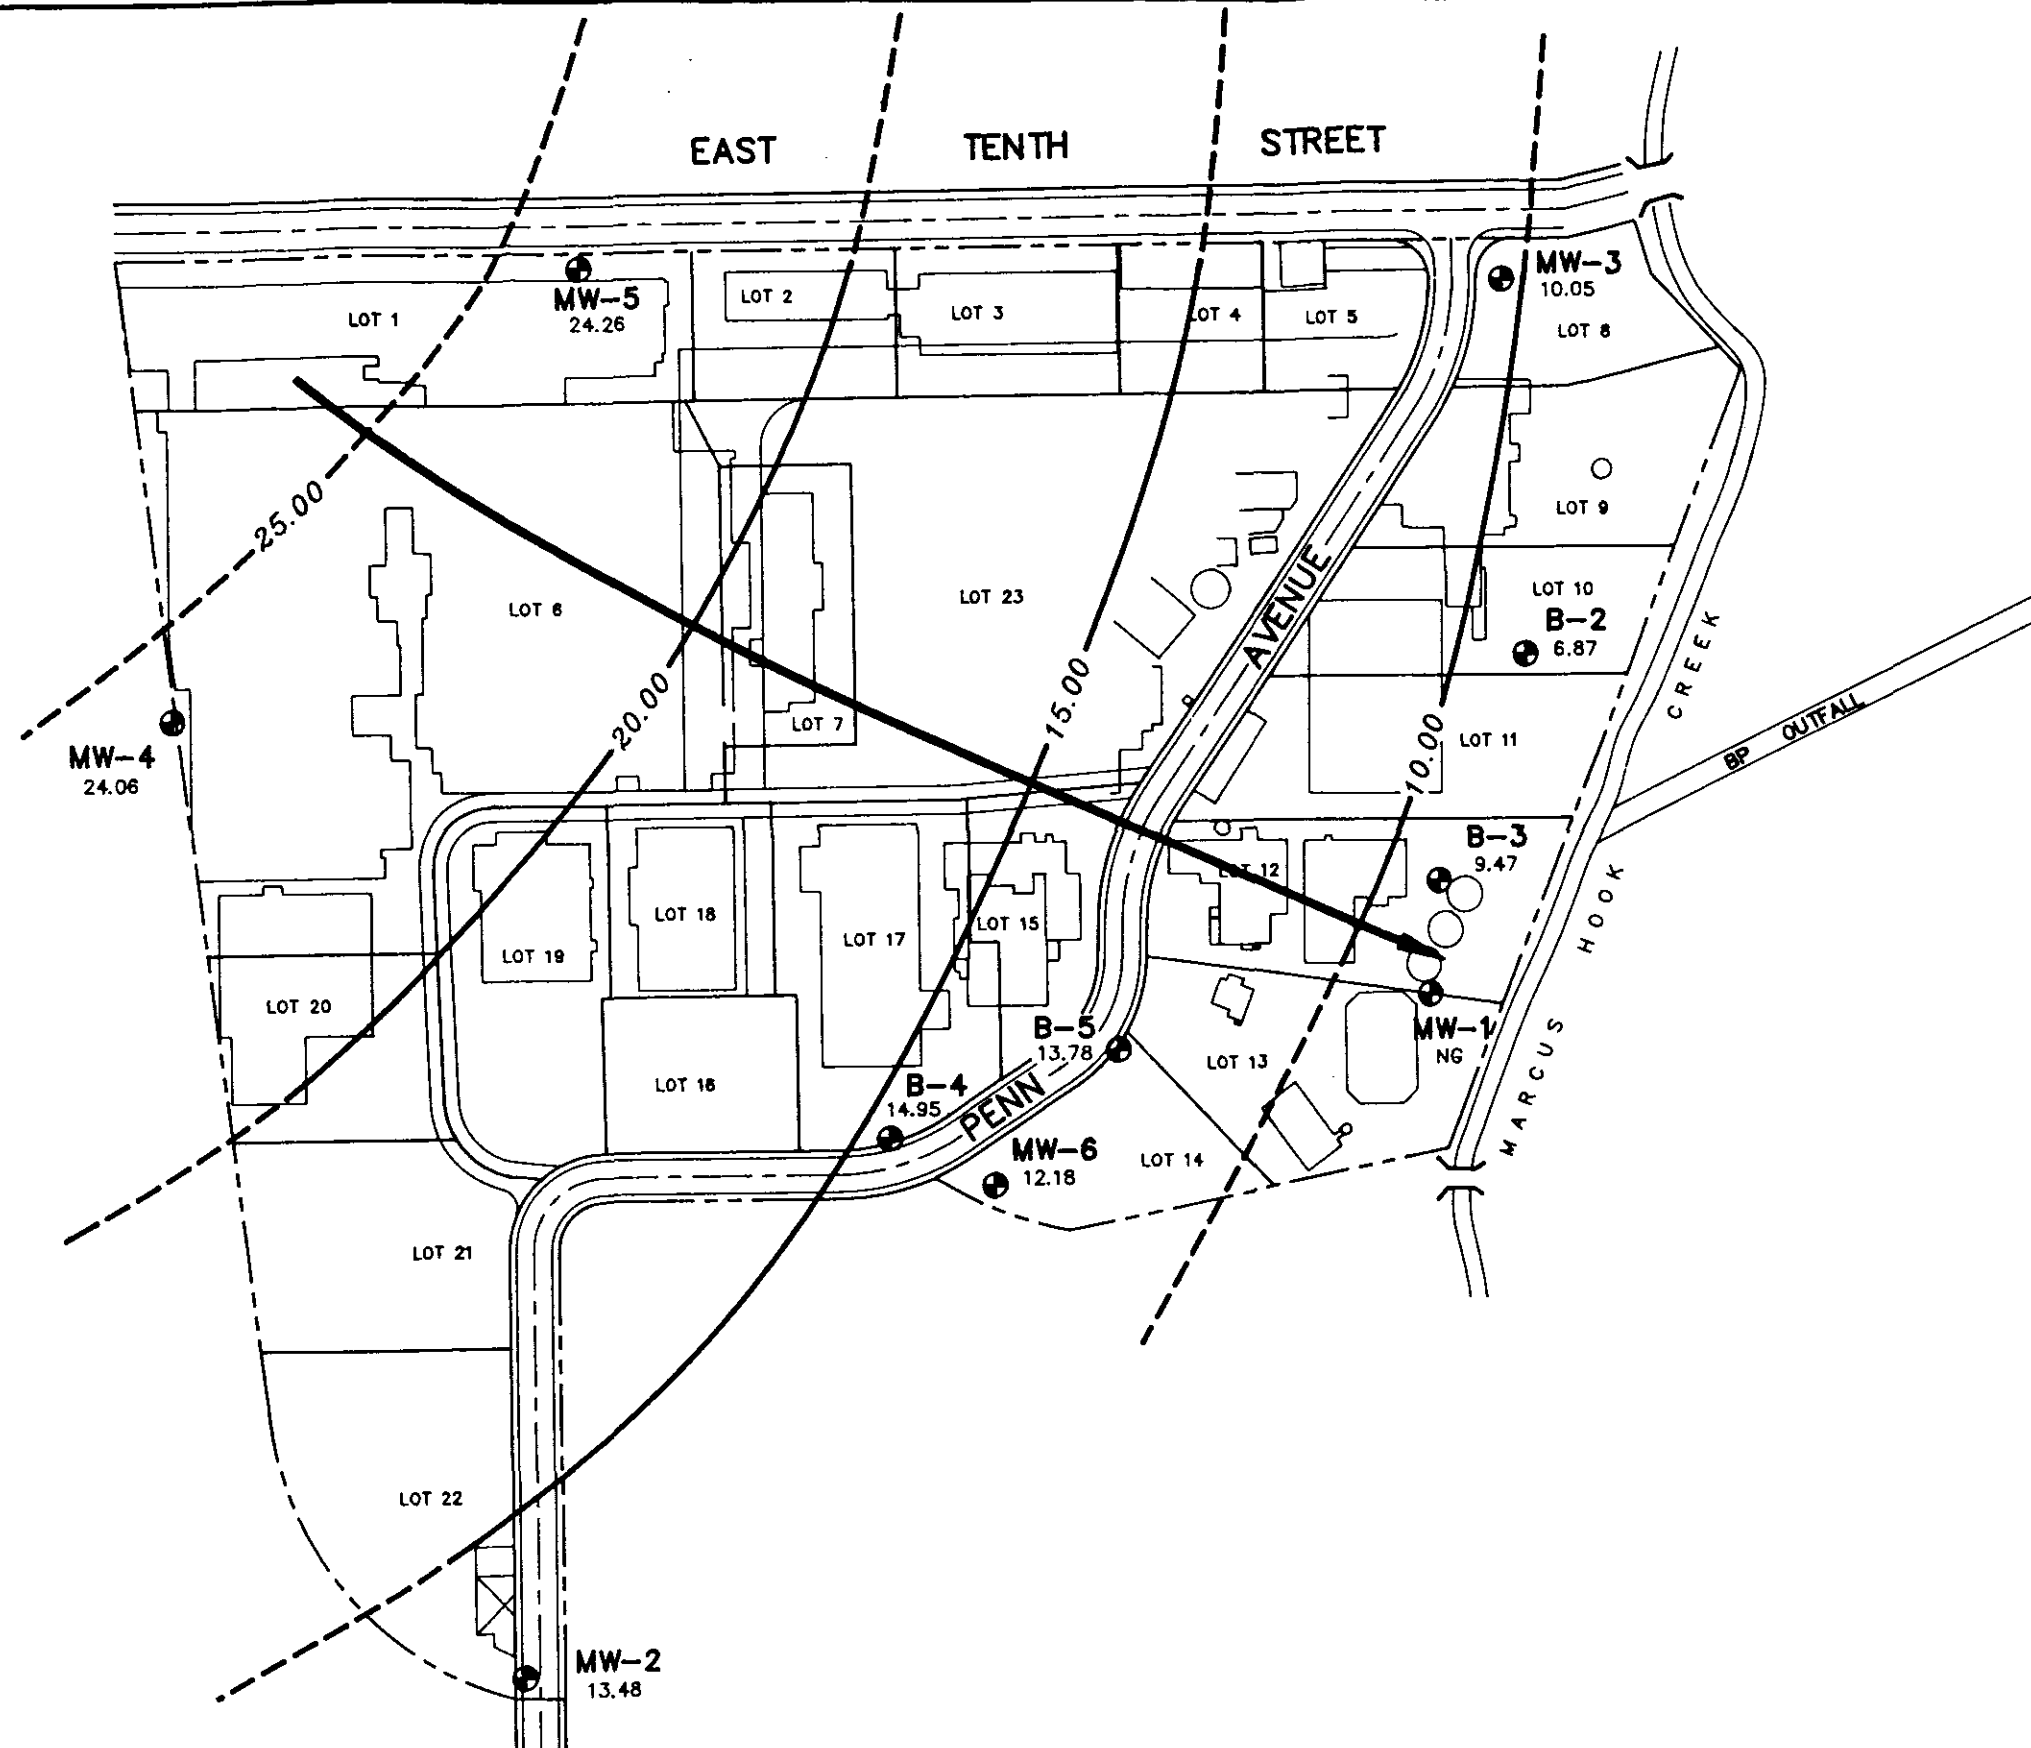 EAST TENTH STREET
MW-5
24.26
MW-3
10.05
LOT 1
LOT 2
LOT 3
LOT 4
LOT 5
LOT 8
25.00
LOT 9
LOT 6
LOT 23
AVENUE
LOT 10
B-2
6.87
CREEK
20.00
15.00
10.00
LOT 7
LOT 11
BP OUTFALL
MW-4
24.06
B-3
9.47
LOT 12
HOOK
LOT 18
LOT 17
LOT 15
LOT 19
LOT 20
B-5
13.78
MW-1
NG
MARCUS
LOT 13
LOT 16
B-4
14.95
PENN
MW-6
12.18
LOT 14
LOT 21
LOT 22
MW-2
13.48